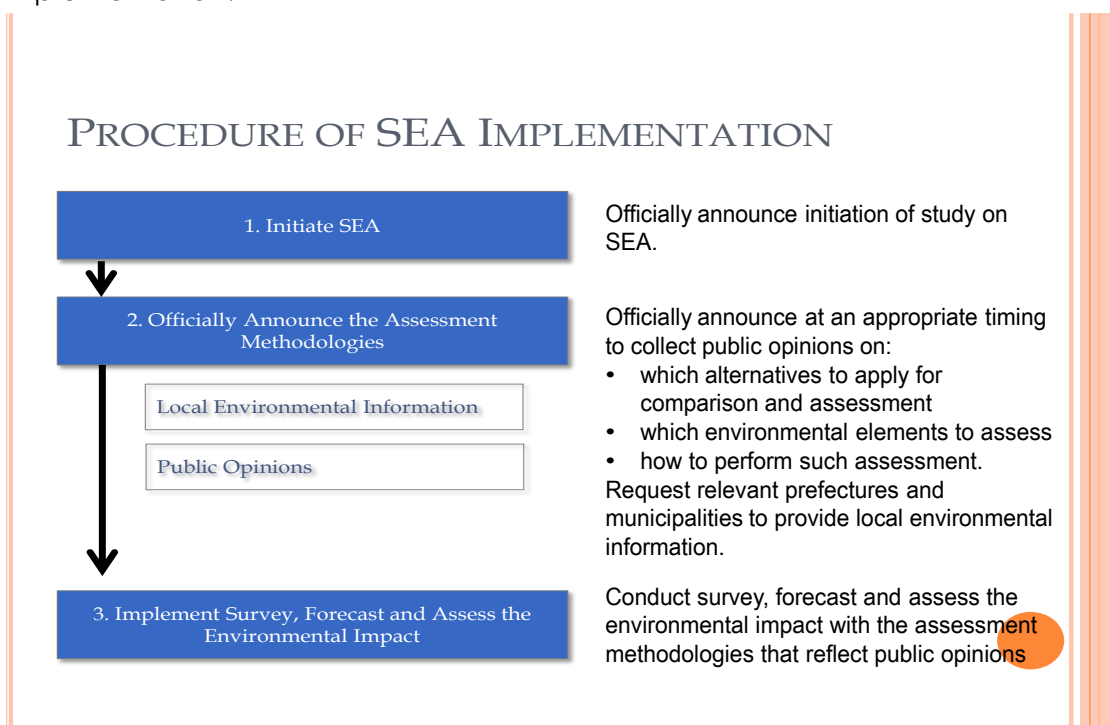 PROCEDURE OF SEA IMPLEMENTATION
1. Initiate SEA
Officially announce initiation of study on
SEA.
2. Officially Announce the Assessment
Methodologies
Officially announce at an appropriate timing
to collect public opinions on:
• which alternatives to apply for
comparison and assessment
• which environmental elements to assess
• how to perform such assessment.
Request relevant prefectures and
municipalities to provide local environmental
information.
Local Environmental Information
Public Opinions
3. Implement Survey, Forecast and Assess the
Environmental Impact
Conduct survey, forecast and assess the
environmental impact with the assessment
methodologies that reflect public opinions